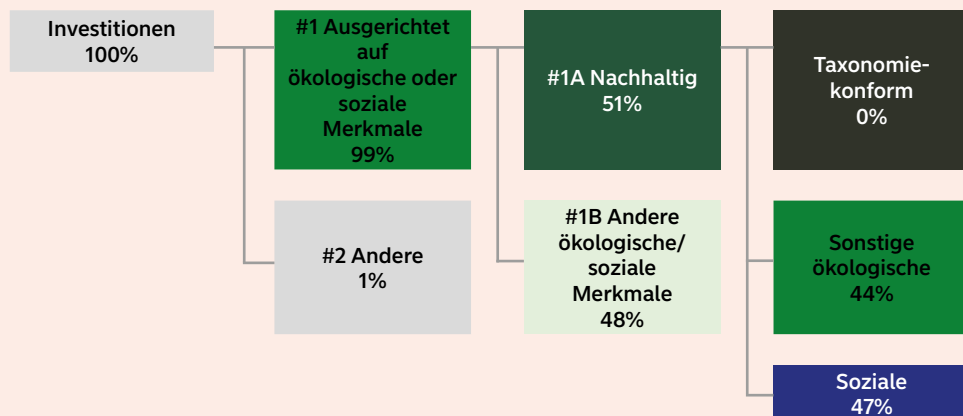 Investitionen
100%
#1 Ausgerichtet
auf
ökologische oder
soziale
Merkmale
99%
#2 Andere
1%
#1A Nachhaltig
51%
#1B Andere
ökologische/
soziale
Merkmale
48%
Taxonomie-
konform
0%
Sonstige
ökologische
44%
Soziale
47%